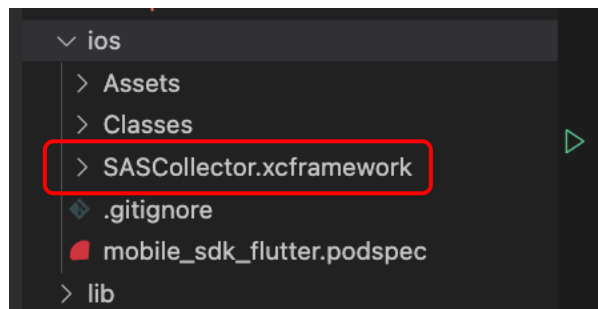 ios
Assets
Classes
SASCollector.xcframework
.gitignore
mobile_sdk_flutter.podspec
lib